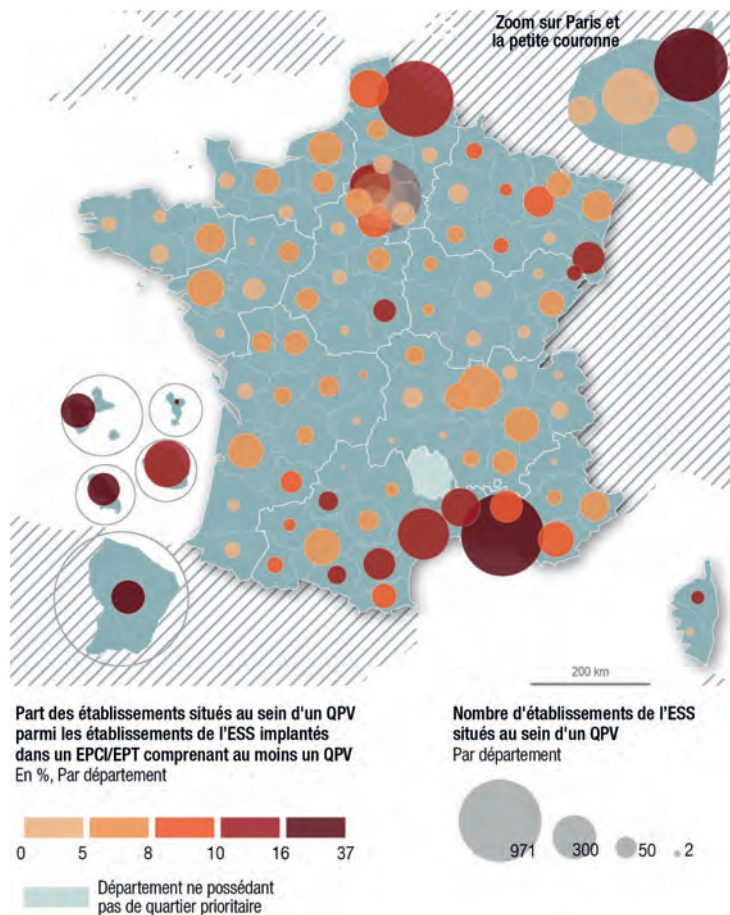 Zoom sur Paris et
la petite couronne
200 km
Part des établissements situés au sein d'un QPV
parmi les établissements de l'ESS implantés
dans un EPCI/EPT comprenant au moins un QPV
En %, Par département
0 5 8 10 16 37
Département ne possédant
pas de quartier prioritaire
Nombre d'établissements de l'ESS
situés au sein d'un QPV
Par département
971 300 50 2